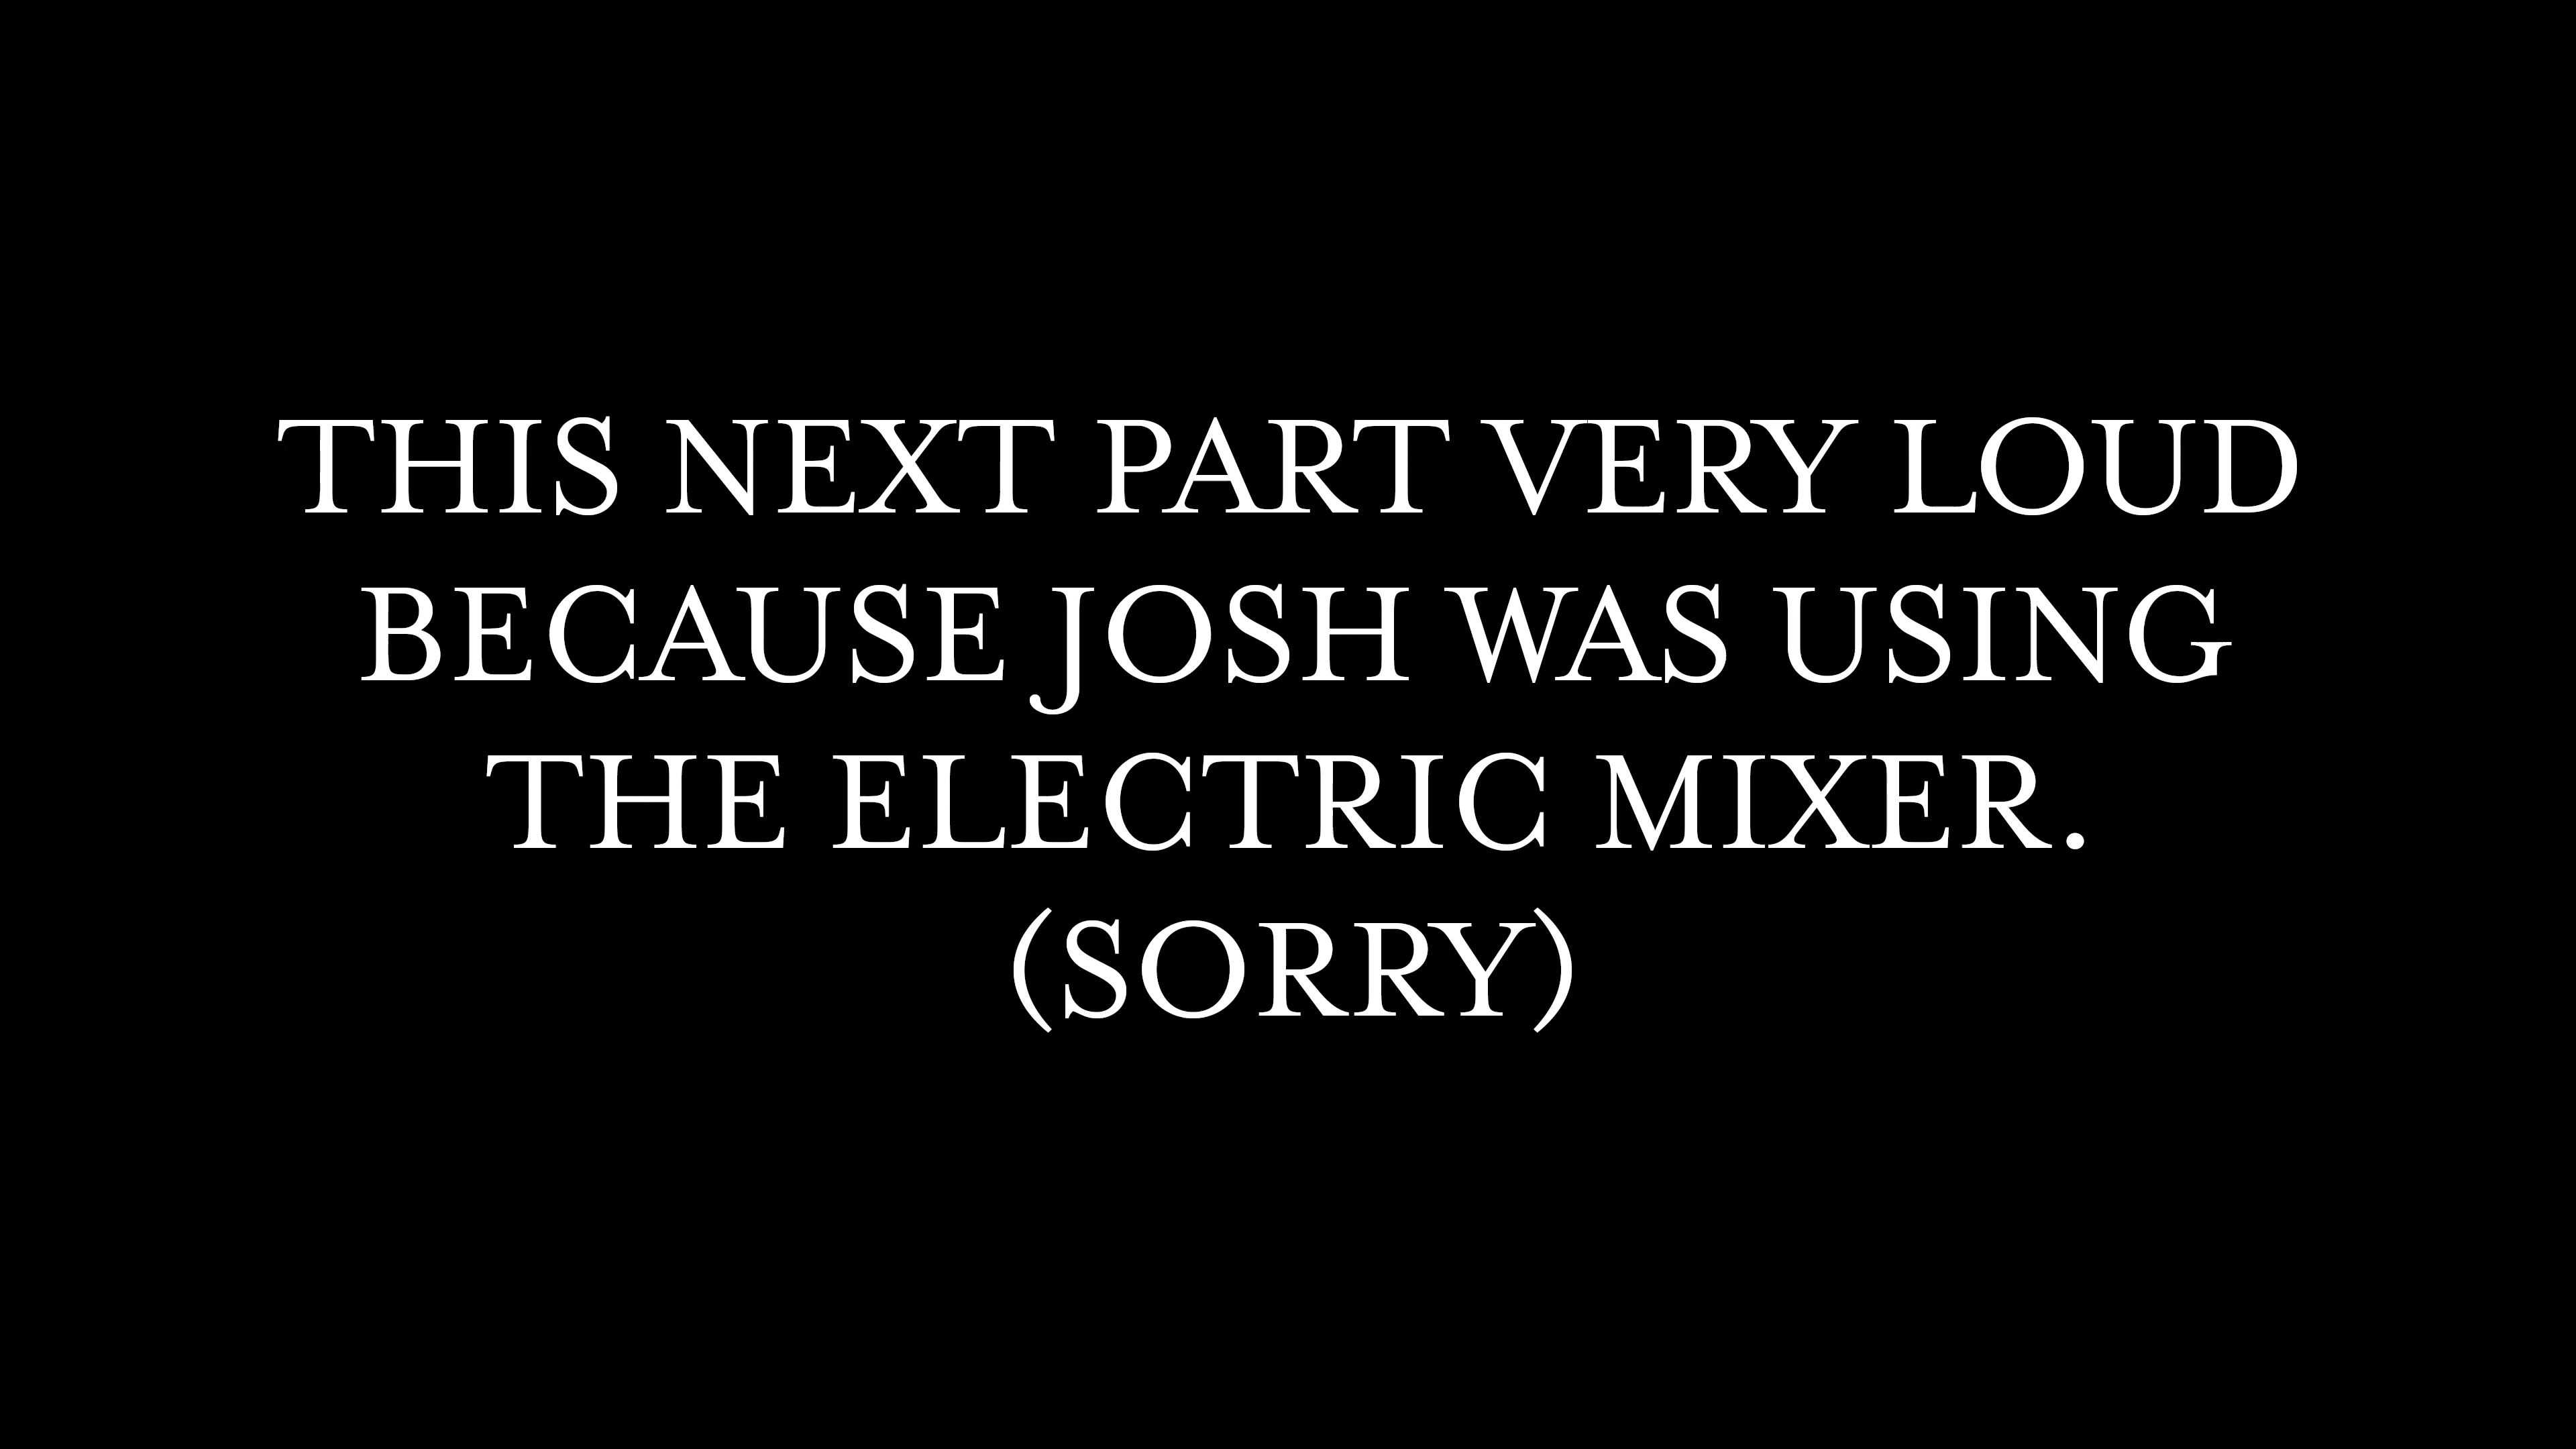 THIS NEXT PART VERY LOUD
BECAUSE JOSH WAS USING
THE ELECTRIC MIXER.
(SORRY)